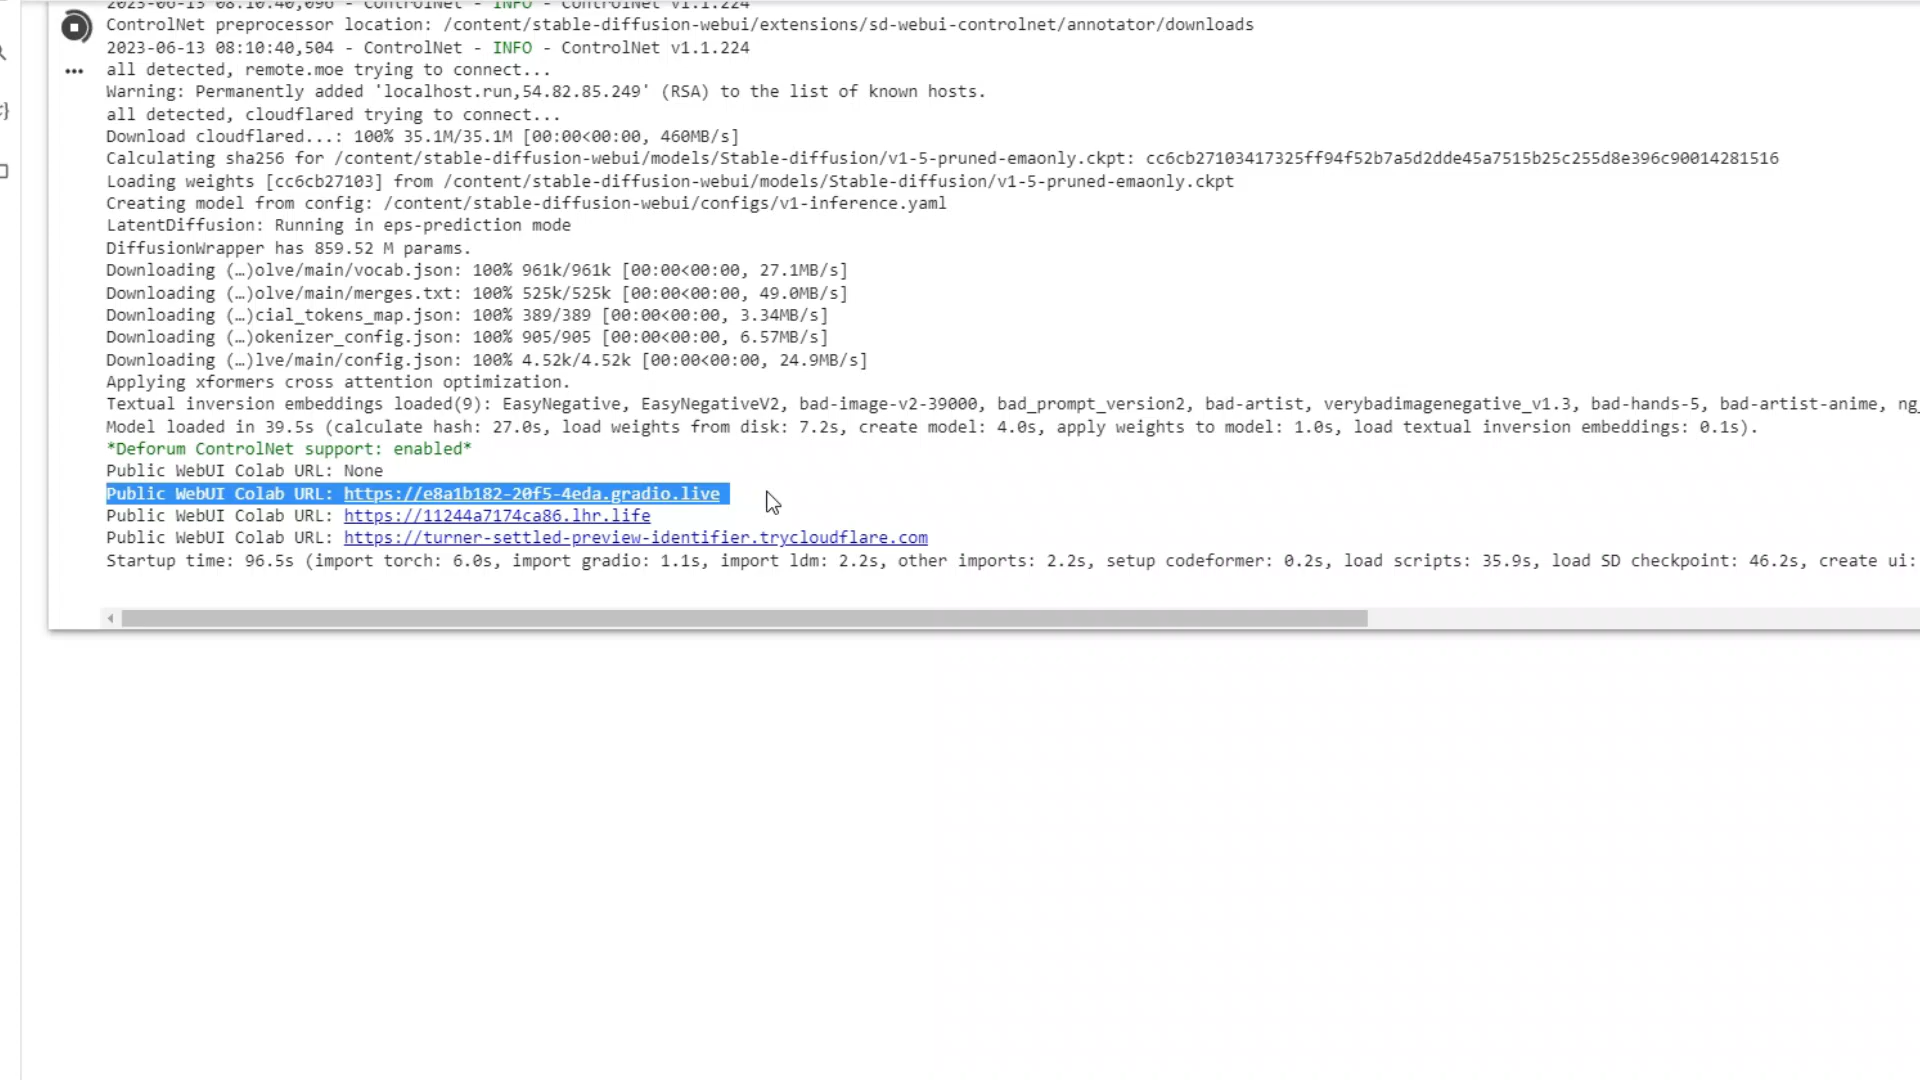 2023-06-13 08:10:40,096 - ControlNet - INFO - ControlNet v1.1.224
ControlNet preprocessor location: /content/stable-diffusion-webui/extensions/sd-webui-controlnet/annotator/downloads
2023-06-13 08:10:40,504 - ControlNet - INFO - ControlNet v1.1.224
all detected, remote.moe trying to connect...
Warning: Permanently added 'localhost.run,54.82.85.249' (RSA) to the list of known hosts.
all detected, cloudflared trying to connect...
Download cloudflared...: 100% 35.1M/35.1M [00:00<00:00, 460MB/s]
Calculating sha256 for /content/stable-diffusion-webui/models/Stable-diffusion/v1-5-pruned-emaonly.ckpt: cc6cb27103417325ff94f52b7a5d2dde45a7515b25c255d8e396c90014281516
Loading weights [cc6cb27103] from /content/stable-diffusion-webui/models/Stable-diffusion/v1-5-pruned-emaonly.ckpt
Creating model from config: /content/stable-diffusion-webui/configs/v1-inference.yaml
LatentDiffusion: Running in eps-prediction mode
DiffusionWrapper has 859.52 M params.
Downloading (…)olve/main/vocab.json: 100% 961k/961k [00:00<00:00, 27.1MB/s]
Downloading (…)olve/main/merges.txt: 100% 525k/525k [00:00<00:00, 49.0MB/s]
Downloading (…)cial_tokens_map.json: 100% 389/389 [00:00<00:00, 3.34MB/s]
Downloading (…)okenizer_config.json: 100% 905/905 [00:00<00:00, 6.57MB/s]
Downloading (…)lve/main/config.json: 100% 4.52k/4.52k [00:00<00:00, 24.9MB/s]
Applying xformers cross attention optimization.
Textual inversion embeddings loaded(9): EasyNegative, EasyNegativeV2, bad-image-v2-39000, bad_prompt_version2, bad-artist, verybadimagenegative_v1.3, bad-hands-5, bad-artist-anime, ng_
Model loaded in 39.5s (calculate hash: 27.0s, load weights from disk: 7.2s, create model: 4.0s, apply weights to model: 1.0s, load textual inversion embeddings: 0.1s).
*Deforum ControlNet support: enabled*
Public WebUI Colab URL: None
Public WebUI Colab URL: https://e8a1b182-20f5-4eda.gradio.live
Public WebUI Colab URL: https://11244a7174ca86.lhr.life
Public WebUI Colab URL: https://turner-settled-preview-identifier.trycloudflare.com
Startup time: 96.5s (import torch: 6.0s, import gradio: 1.1s, import ldm: 2.2s, other imports: 2.2s, setup codeformer: 0.2s, load scripts: 35.9s, load SD checkpoint: 46.2s, create ui: